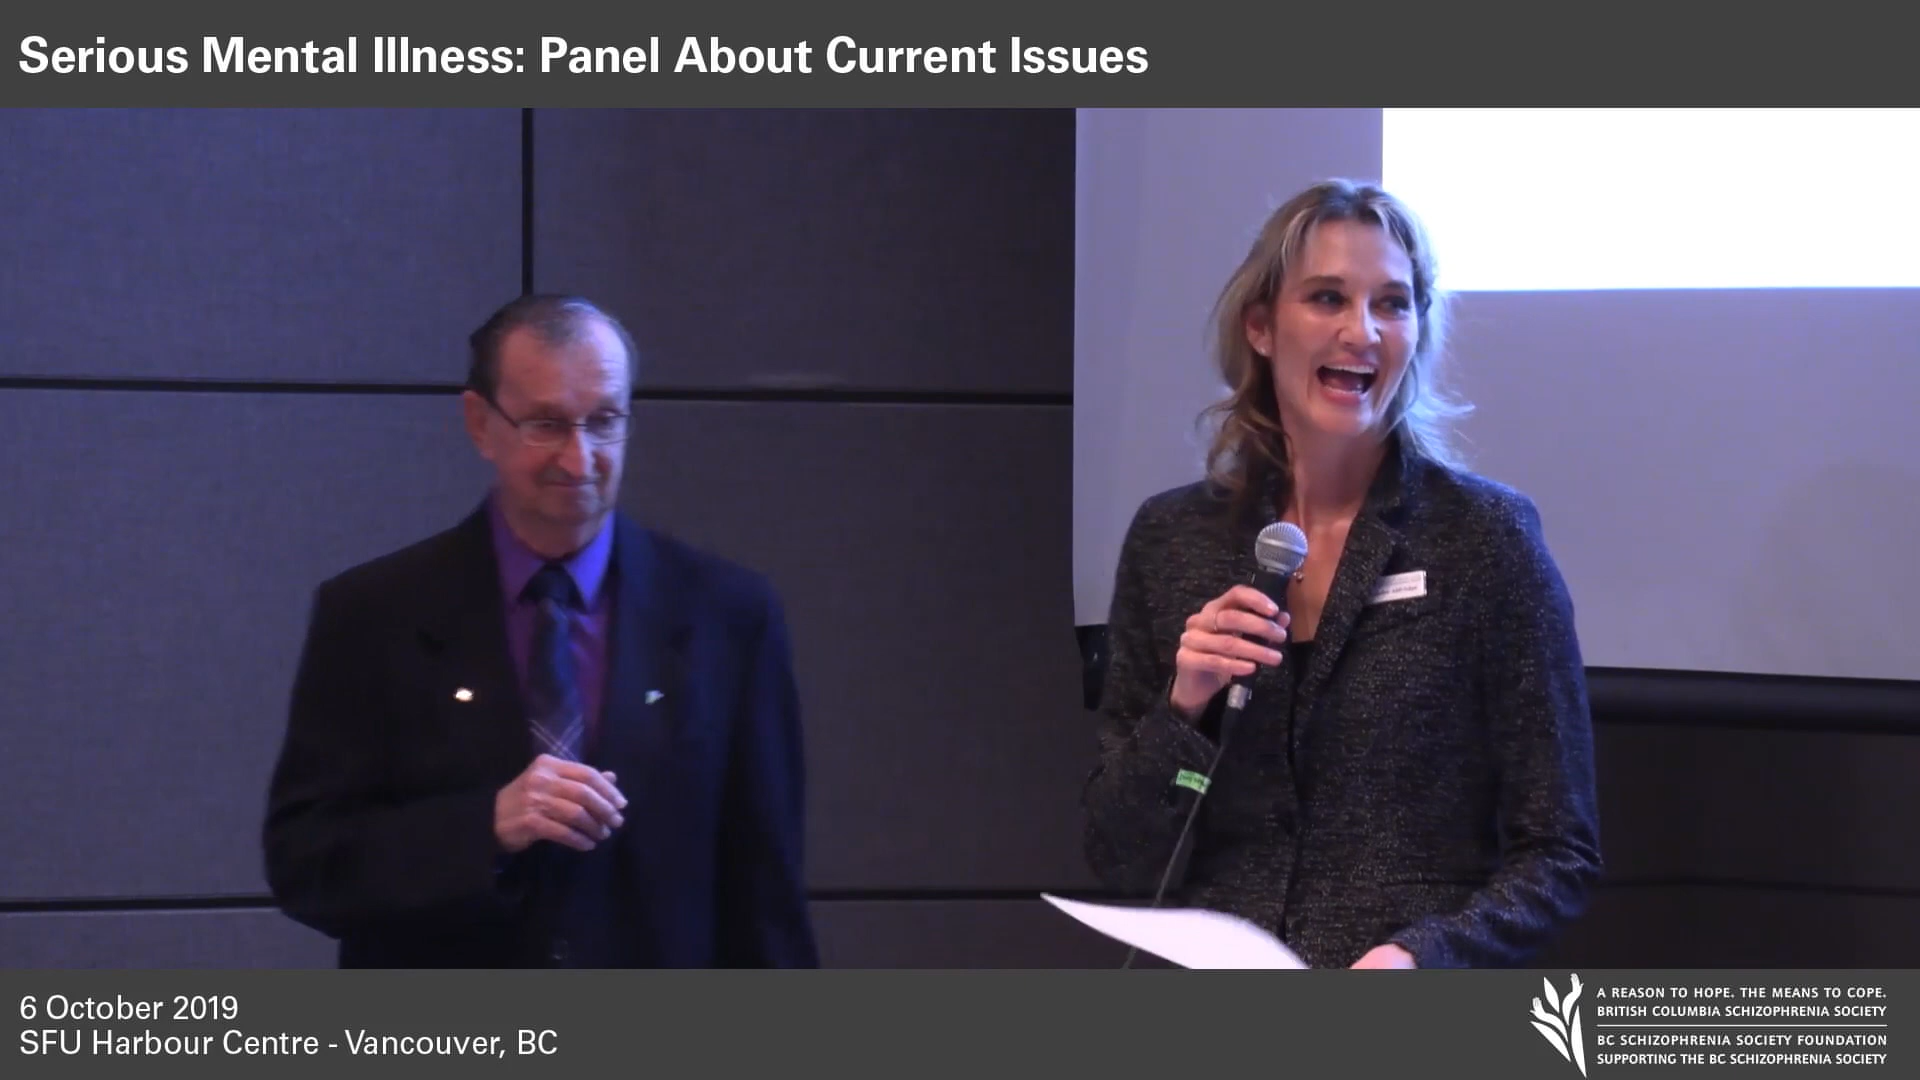 Serious Mental Illness: Panel About Current Issues
6 October 2019
SFU Harbour Centre - Vancouver, BC
A REASON TO HOPE. THE MEANS TO COPE.
BRITISH COLUMBIA SCHIZOPHRENIA SOCIETY
BC SCHIZOPHRENIA SOCIETY FOUNDATION
SUPPORTING THE BC SCHIZOPHRENIA SOCIETY